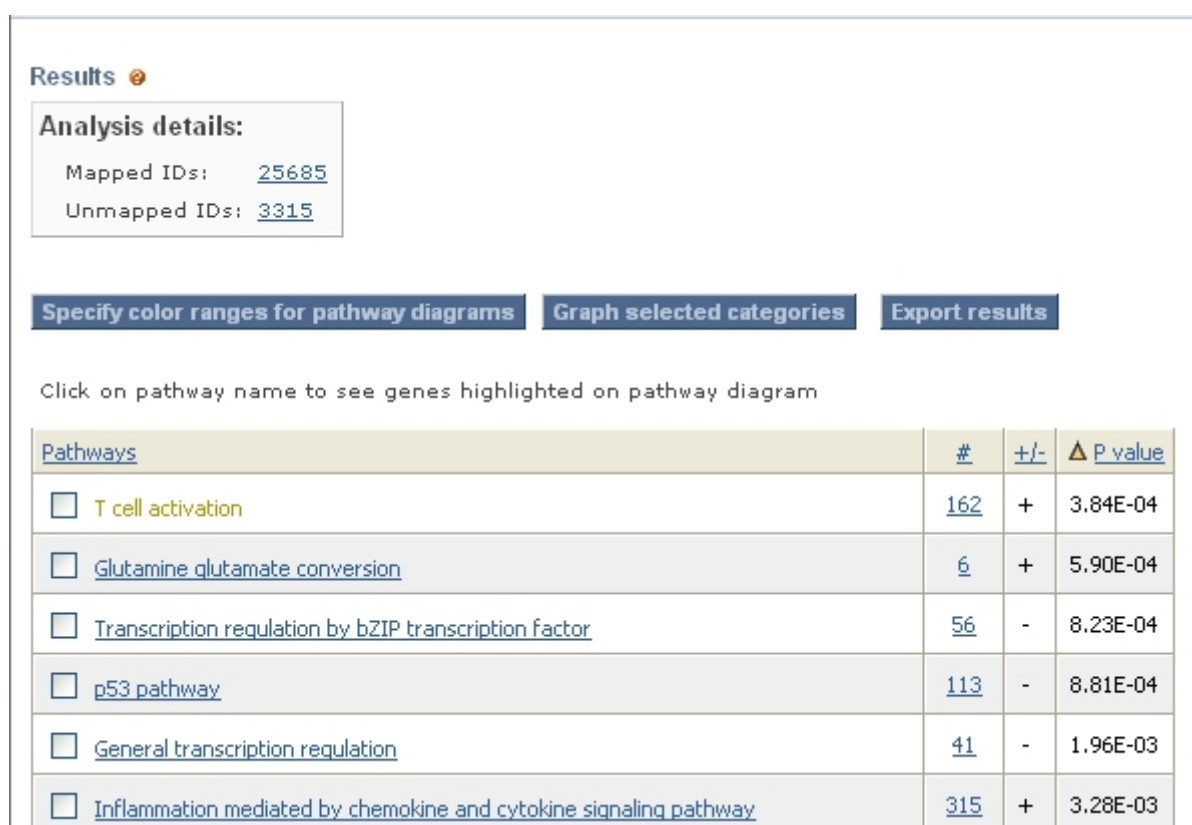 Results
Analysis details:
Mapped IDs: 25685
Unmapped IDs: 3315
Specify color ranges for pathway diagrams Graph selected categories Export results
Click on pathway name to see genes highlighted on pathway diagram
Pathways # +/- Δ P value
T cell activation 162 + 3.84E-04
Glutamine glutamate conversion 6 + 5.90E-04
Transcription regulation by bZIP transcription factor 56 - 8.23E-04
p53 pathway 113 - 8.81E-04
General transcription regulation 41 - 1.96E-03
Inflammation mediated by chemokine and cytokine signaling pathway 315 + 3.28E-03